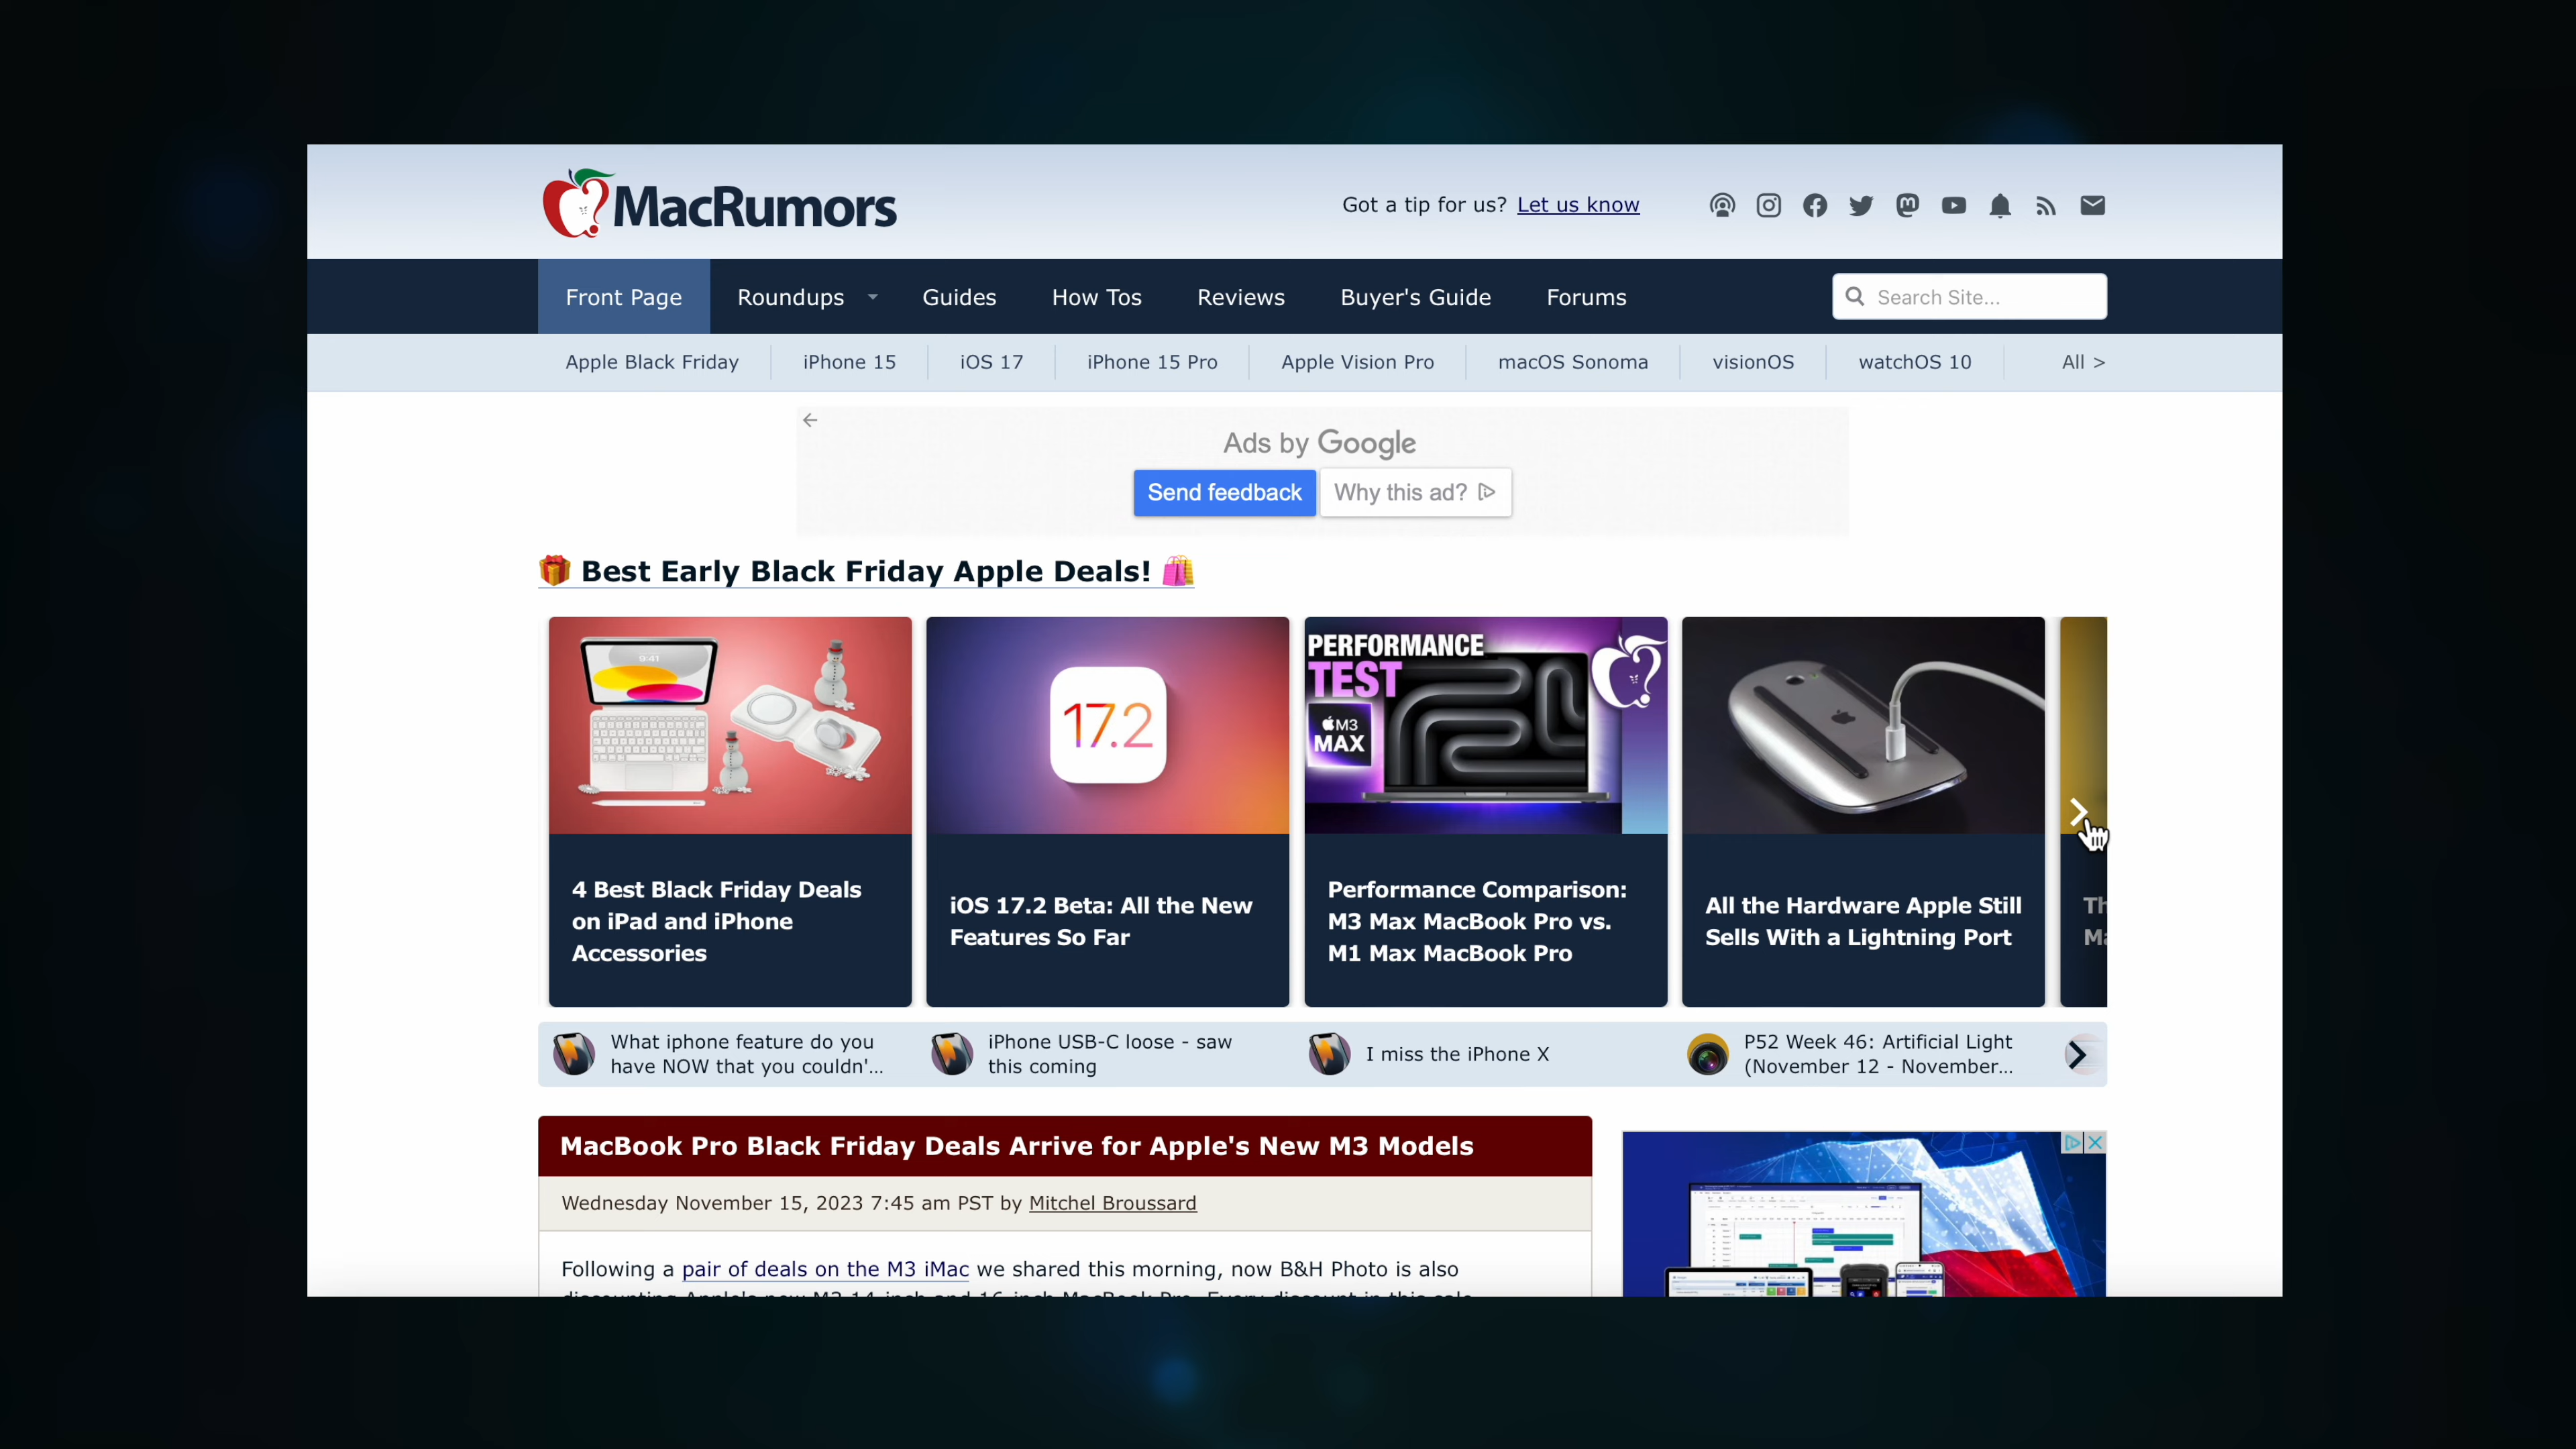 MacRumors
Got a tip for us? Let us know
Front Page
Roundups
Guides
How Tos
Reviews
Buyer's Guide
Forums
Search Site...
Apple Black Friday
iPhone 15
iOS 17
iPhone 15 Pro
Apple Vision Pro
macOS Sonoma
visionOS
watchOS 10
All >
Ads by Google
Send feedback
Why this ad?
🎁 Best Early Black Friday Apple Deals! 🛍️
9:41
17.2
PERFORMANCE
TEST
M3
MAX
4 Best Black Friday Deals
on iPad and iPhone
Accessories
iOS 17.2 Beta: All the New
Features So Far
Performance Comparison:
M3 Max MacBook Pro vs.
M1 Max MacBook Pro
All the Hardware Apple Still
Sells With a Lightning Port
What iphone feature do you
have NOW that you couldn'...
iPhone USB-C loose - saw
this coming
I miss the iPhone X
P52 Week 46: Artificial Light
(November 12 - November...
MacBook Pro Black Friday Deals Arrive for Apple's New M3 Models
Wednesday November 15, 2023 7:45 am PST by Mitchel Broussard
Following a pair of deals on the M3 iMac we shared this morning, now B&H Photo is also